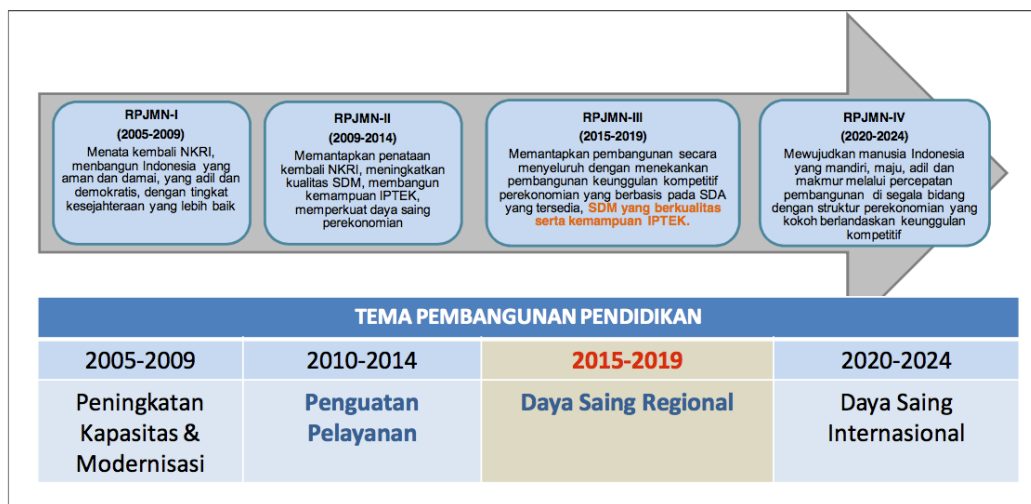 RPJMN-I
(2005-2009)
Menata kembali NKRI,
menbangun Indonesia yang
aman dan damai, yang adil dan
demokratis, dengan tingkat
kesejahteraan yang lebih baik
RPJMN-II
(2009-2014)
Memantapkan penataan
kembali NKRI, meningkatkan
kualitas SDM, membangun
kemampuan IPTEK,
memperkuat daya saing
perekonomian
RPJMN-III
(2015-2019)
Memantapkan pembangunan secara
menyeluruh dengan menekankan
pembangunan keunggulan kompetitif
perekonomian yang berbasis pada SDA
yang tersedia, SDM yang berkualitas
serta kemampuan IPTEK.
RPJMN-IV
(2020-2024)
Mewujudkan manusia Indonesia
yang mandiri, maju, adil dan
makmur melalui percepatan
pembangunan di segala bidang
dengan struktur perekonomian yang
kokoh berlandaskan keunggulan
kompetitif
TEMA PEMBANGUNAN PENDIDIKAN
2005-2009
2010-2014
2015-2019
2020-2024
Peningkatan
Kapasitas &
Modernisasi
Penguatan
Pelayanan
Daya Saing Regional
Daya Saing
Internasional